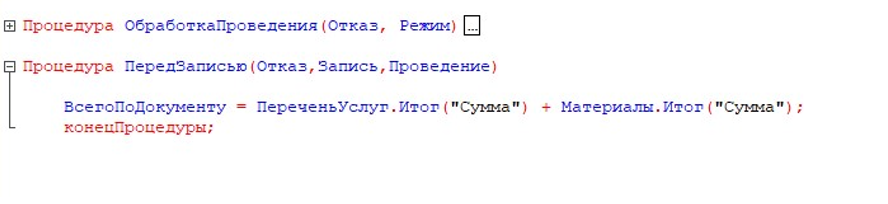 Процедура ОбработкаПроведения(Отказ, Режим) ...
Процедура ПередЗаписью(Отказ,Запись,Проведение)
ВсегоПоДокументу = ПереченьУслуг.Итог("Сумма") + Материалы.Итог("Сумма");
конецПроцедуры;